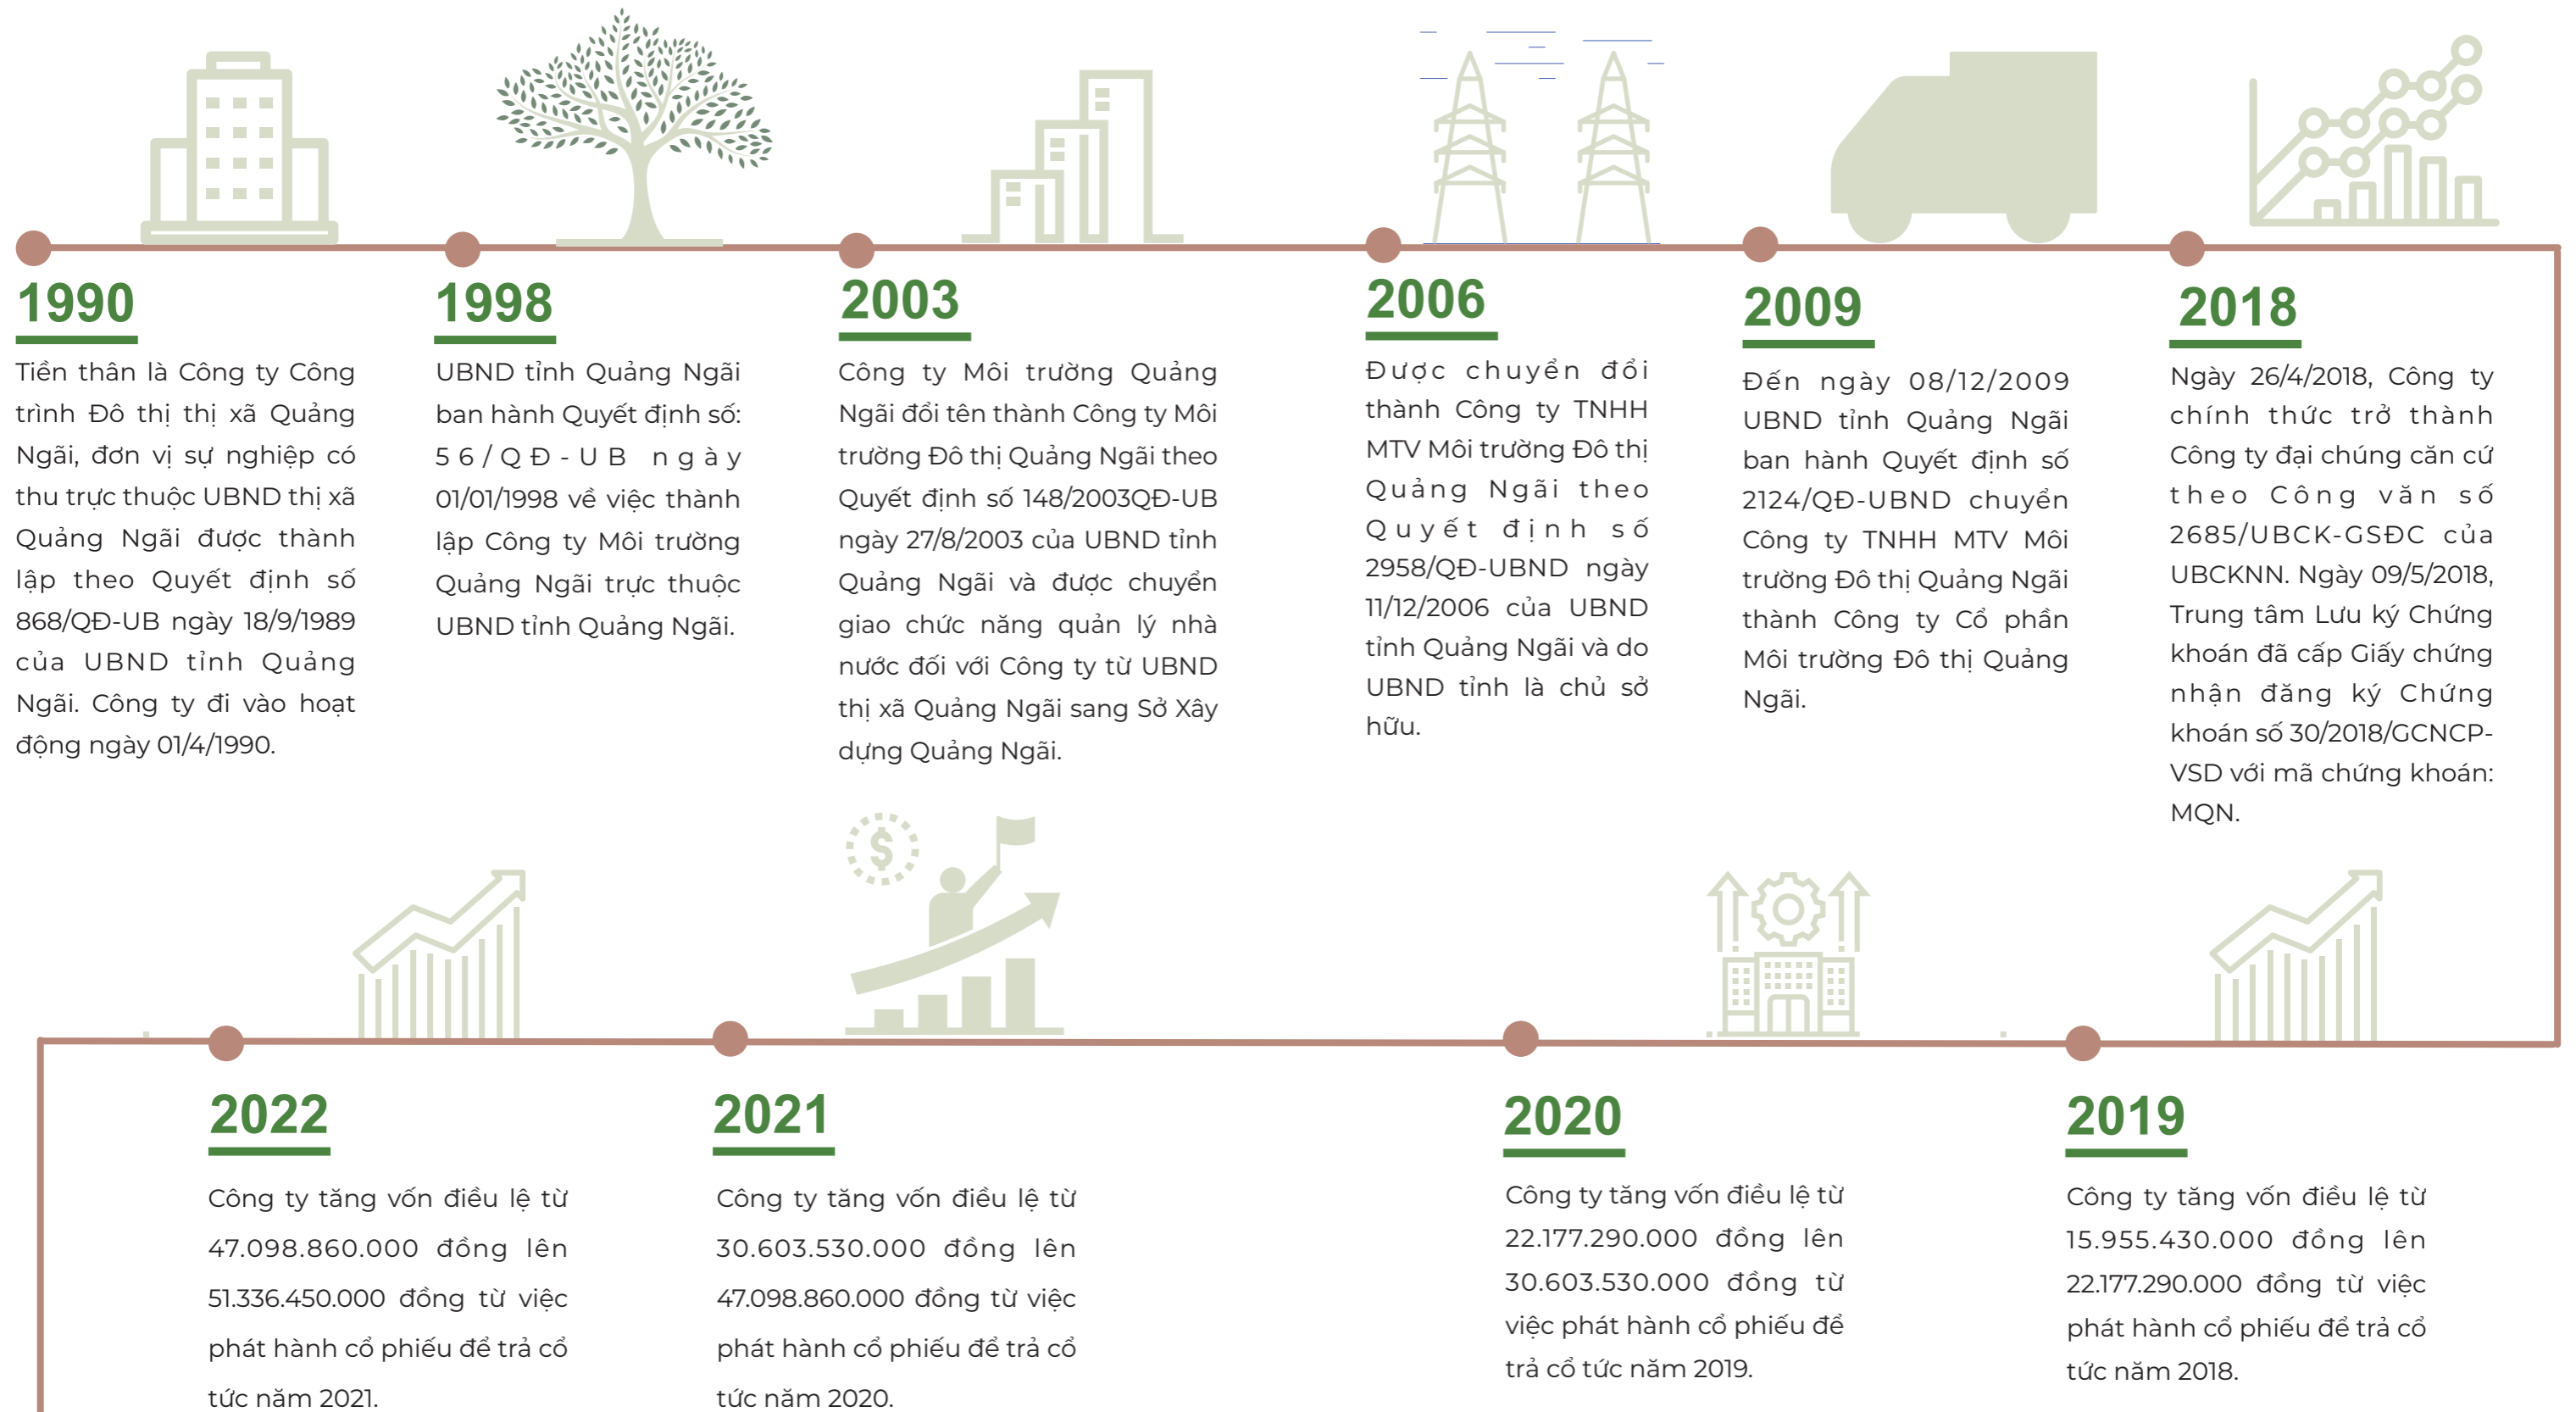 1990
Tiền thân là Công ty Công
trình Đô thị thị xã Quảng
Ngãi, đơn vị sự nghiệp có
thu trực thuộc UBND thị xã
Quảng Ngãi được thành
lập theo Quyết định số
868/QĐ-UB ngày 18/9/1989
của UBND tỉnh Quảng
Ngãi. Công ty đi vào hoạt
động ngày 01/4/1990.
1998
UBND tỉnh Quảng Ngãi
ban hành Quyết định số:
56/QĐ-UB ngày
01/01/1998 về việc thành
lập Công ty Môi trường
Quảng Ngãi trực thuộc
UBND tỉnh Quảng Ngãi.
2003
Công ty Môi trường Quảng
Ngãi đổi tên thành Công ty Môi
trường Đô thị Quảng Ngãi theo
Quyết định số 148/2003QĐ-UB
ngày 27/8/2003 của UBND tỉnh
Quảng Ngãi và được chuyển
giao chức năng quản lý nhà
nước đối với Công ty từ UBND
thị xã Quảng Ngãi sang Sở Xây
dựng Quảng Ngãi.
2006
Được chuyển đổi
thành Công ty TNHH
MTV Môi trường Đô thị
Quảng Ngãi theo
Quyết định số
2958/QĐ-UBND ngày
11/12/2006 của UBND
tỉnh Quảng Ngãi và do
UBND tỉnh là chủ sở
hữu.
2009
Đến ngày 08/12/2009
UBND tỉnh Quảng Ngãi
ban hành Quyết định số
2124/QĐ-UBND chuyển
Công ty TNHH MTV Môi
trường Đô thị Quảng Ngãi
thành Công ty Cổ phần
Môi trường Đô thị Quảng
Ngãi.
2018
Ngày 26/4/2018, Công ty
chính thức trở thành
Công ty đại chúng căn cứ
theo Công văn số
2685/UBCK-GSĐC của
UBCKNN. Ngày 09/5/2018,
Trung tâm Lưu ký Chứng
khoán đã cấp Giấy chứng
nhận đăng ký Chứng
khoán số 30/2018/GCNCP-
VSD với mã chứng khoán:
MQN.
$
2022
Công ty tăng vốn điều lệ từ
47.098.860.000 đồng lên
51.336.450.000 đồng từ việc
phát hành cổ phiếu để trả cổ
tức năm 2021.
2021
Công ty tăng vốn điều lệ từ
30.603.530.000 đồng lên
47.098.860.000 đồng từ việc
phát hành cổ phiếu để trả cổ
tức năm 2020.
2020
Công ty tăng vốn điều lệ từ
22.177.290.000 đồng lên
30.603.530.000 đồng từ
việc phát hành cổ phiếu để
trả cổ tức năm 2019.
2019
Công ty tăng vốn điều lệ từ
15.955.430.000 đồng lên
22.177.290.000 đồng từ việc
phát hành cổ phiếu để trả cổ
tức năm 2018.